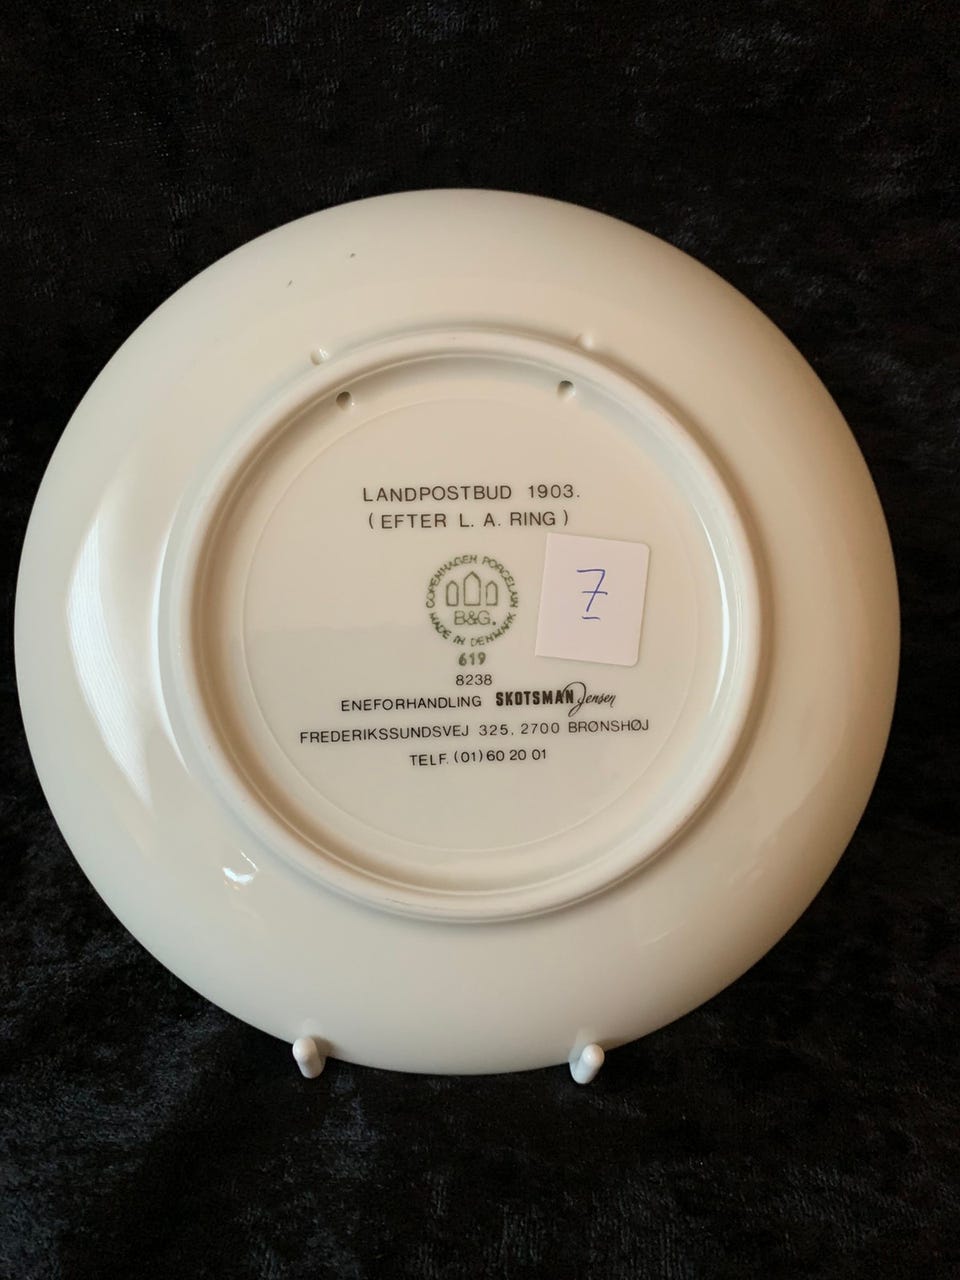 LANDPOSTBUD 1903.
(EFTER L. A. RING)
COPENHAGEN PORCELAIN
B&G.
MADE IN DENMARK
7
619
8238
ENEFORHANDLING SKOTSMAN Jensen
FREDERIKSSUNDSVEJ 325, 2700 BRØNSHØJ
TELF. (01) 60 20 01